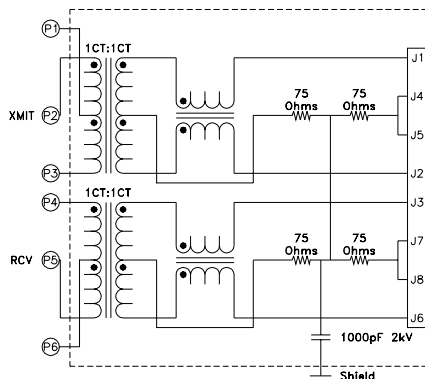 P1
1CT:1CT
J1
75 Ohms
75 Ohms
J4
XMIT
P2
J5
P3
J2
1CT:1CT
P4
J3
75 Ohms
75 Ohms
J7
RCV
P5
J8
J6
P6
1000pF 2kV
Shield